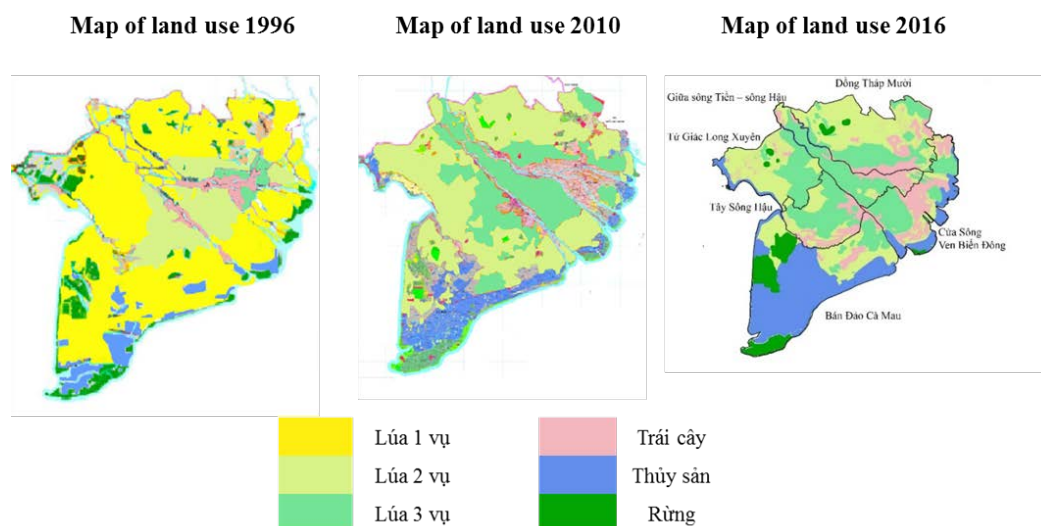 Map of land use 1996
Map of land use 2010
Map of land use 2016
Đồng Tháp Mười
Giữa sông Tiền – sông Hậu
Tứ Giác Long Xuyên
Tây Sông Hậu
Cửa Sông
Ven Biển Đông
Bán Đảo Cà Mau
Lúa 1 vụ
Trái cây
Lúa 2 vụ
Thủy sản
Lúa 3 vụ
Rừng